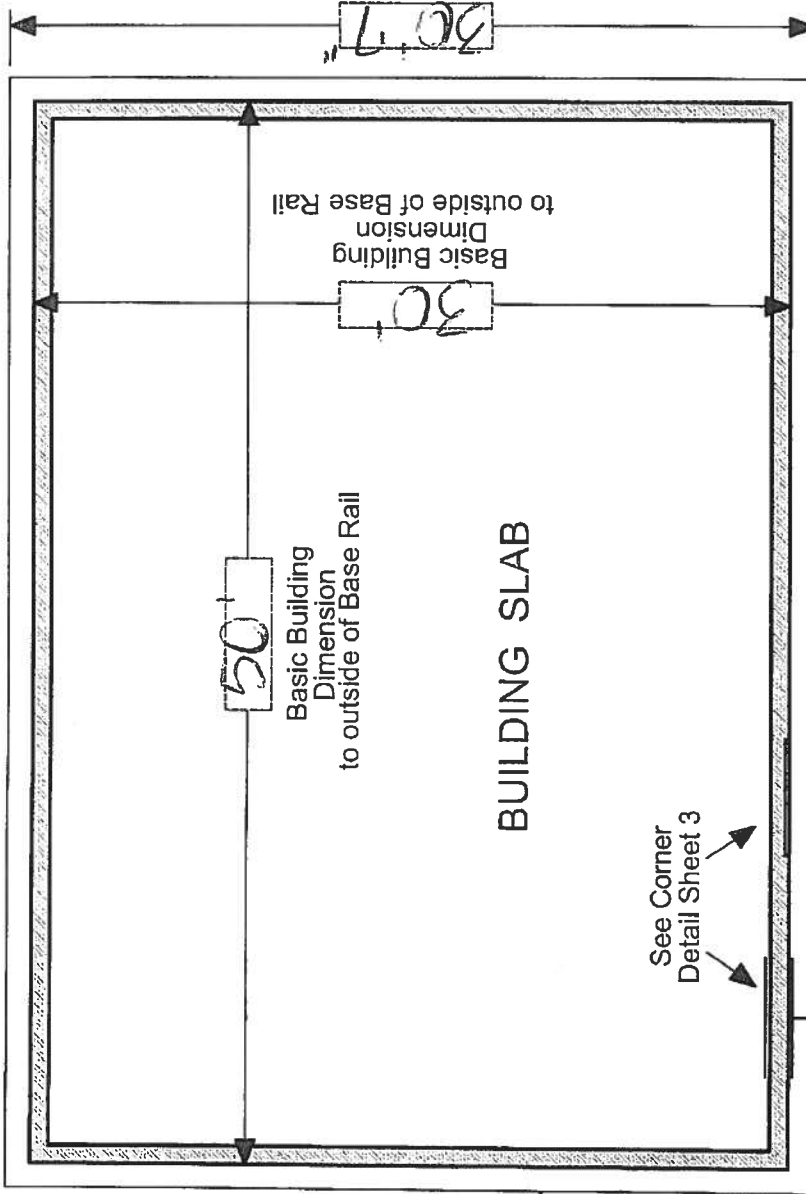 30'7"
Basic Building
Dimension
to outside of Base Rail
30'
50'
Basic Building
Dimension
to outside of Base Rail
BUILDING SLAB
See Corner
Detail Sheet 3